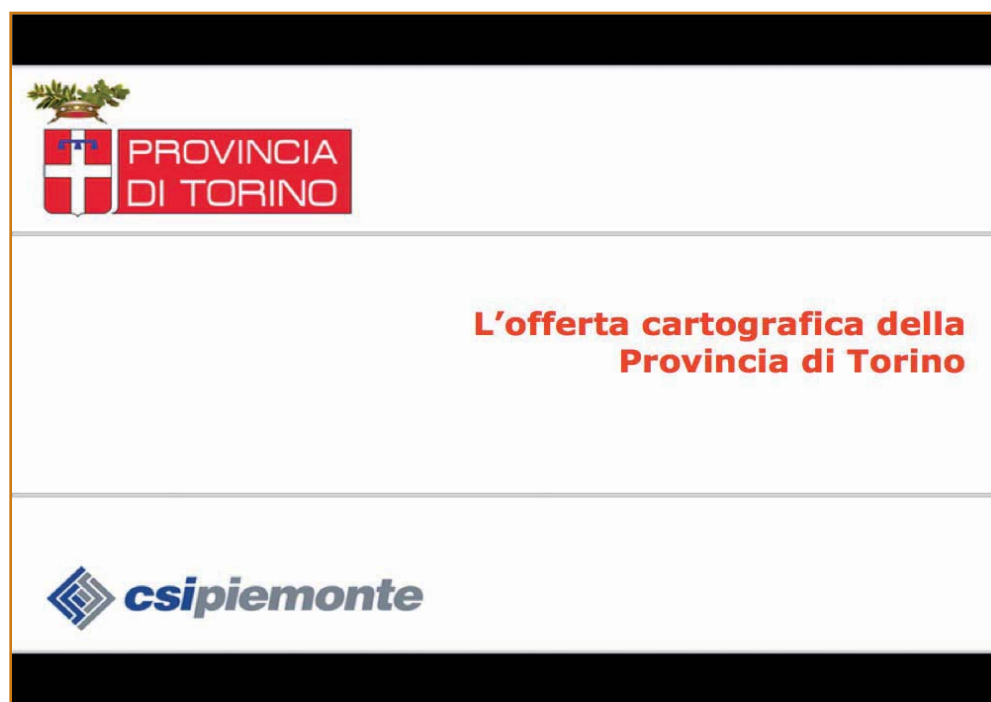 PROVINCIA
DI TORINO
L’offerta cartografica della
Provincia di Torino
csipiemonte